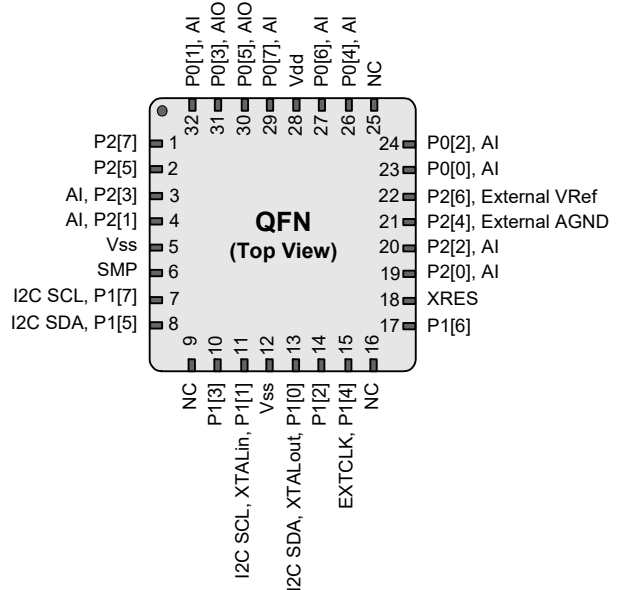 P0[1], AI
P0[3], AIO
P0[5], AIO
P0[7], AI
Vdd
P0[6], AI
P0[4], AI
NC
32
31
30
29
28
27
26
25
P2[7] 1
P2[5] 2
AI, P2[3] 3
AI, P2[1] 4
Vss 5
SMP 6
I2C SCL, P1[7] 7
I2C SDA, P1[5] 8
QFN
(Top View)
24 P0[2], AI
23 P0[0], AI
22 P2[6], External VRef
21 P2[4], External AGND
20 P2[2], AI
19 P2[0], AI
18 XRES
17 P1[6]
9
10
11
12
13
14
15
16
NC
P1[3]
I2C SCL, XTALin, P1[1]
Vss
I2C SDA, XTALout, P1[0]
P1[2]
EXTCLK, P1[4]
NC